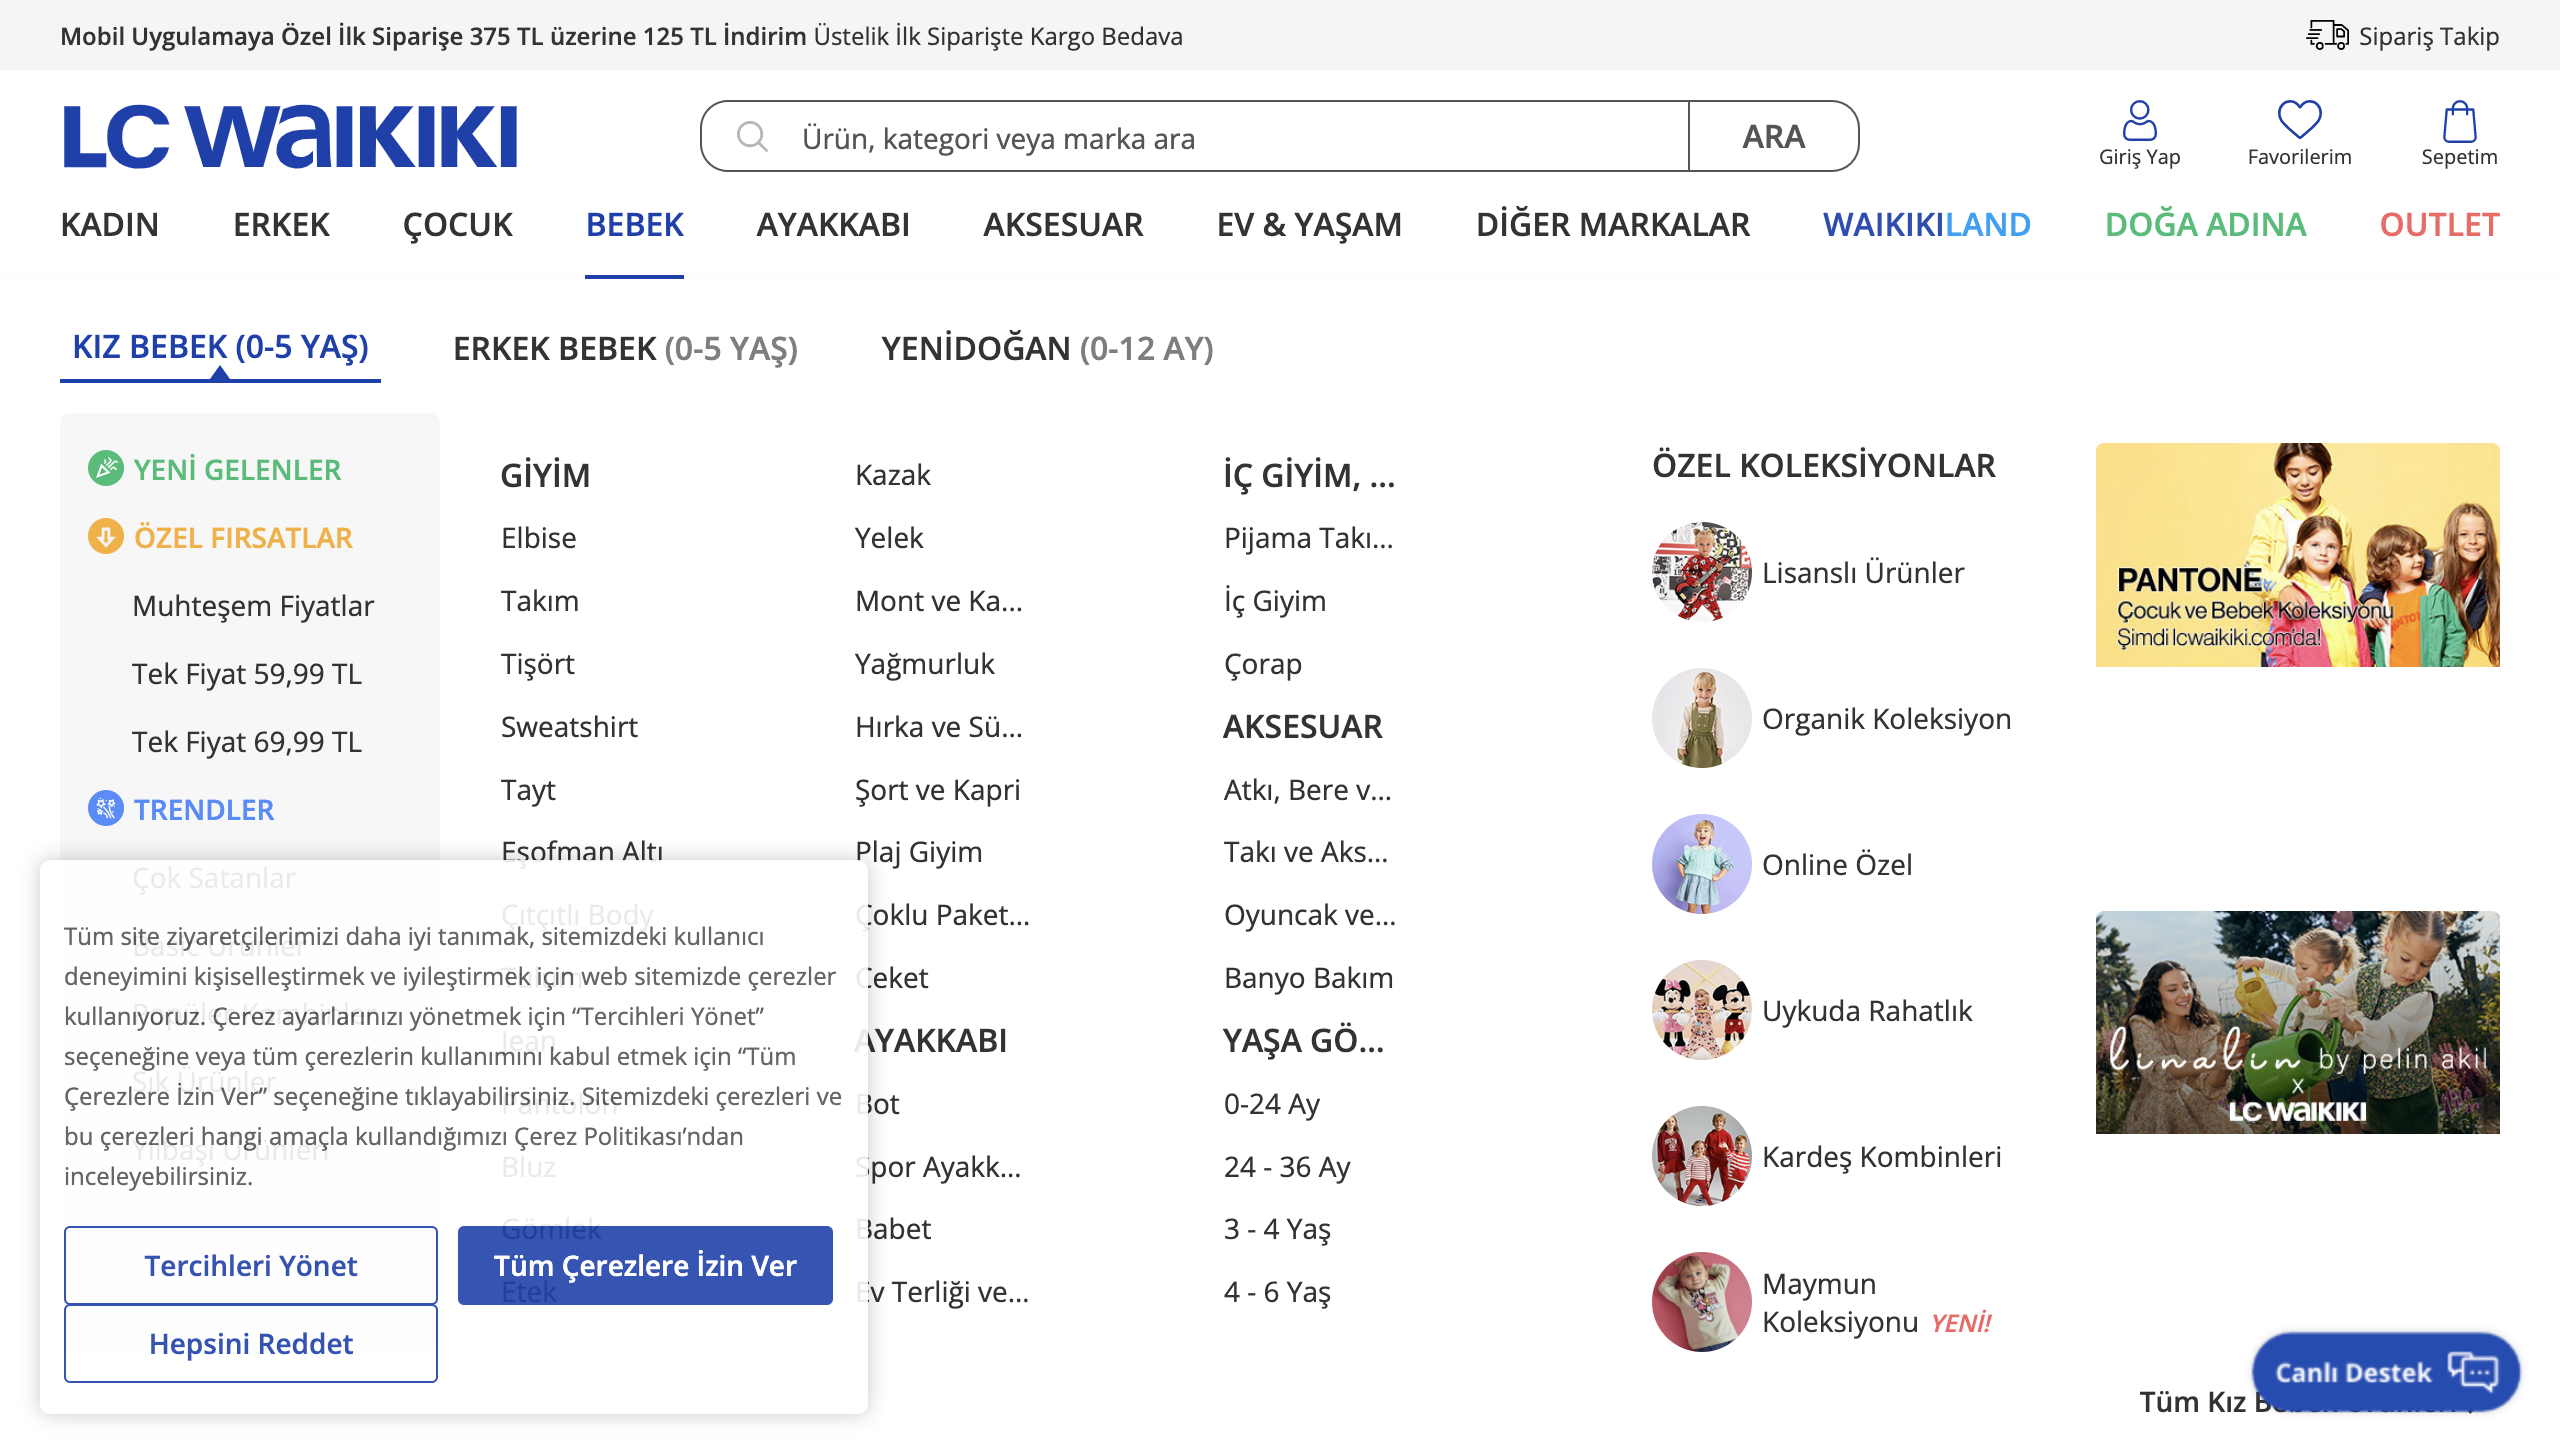 Mobil Uygulamaya Özel İlk Siparişe 375 TL üzerine 125 TL İndirim Üstelik İlk Siparişte Kargo Bedava
Sipariş Takip
LC WAIKIKI
Ürün, kategori veya marka ara
ARA
Giriş Yap
Favorilerim
Sepetim
KADIN
ERKEK
ÇOCUK
BEBEK
AYAKKABI
AKSESUAR
EV & YAŞAM
DİĞER MARKALAR
WAIKIKILAND
DOĞA ADINA
OUTLET
KIZ BEBEK (0-5 YAŞ)
ERKEK BEBEK (0-5 YAŞ)
YENİDOĞAN (0-12 AY)
YENİ GELENLER
ÖZEL FIRSATLAR
Muhteşem Fiyatlar
Tek Fiyat 59,99 TL
Tek Fiyat 69,99 TL
TRENDLER
Çok Satanlar
Basic Ürünler
Şık Ürünler
Yılbaşı Ürünleri
GİYİM
Elbise
Takım
Tişört
Sweatshirt
Tayt
Eşofman Altı
Çıtçıtlı Body
Tulum
Jean
Pantolon
Bluz
Gömlek
Etek
Kazak
Yelek
Mont ve Ka...
Yağmurluk
Hırka ve Sü...
Şort ve Kapri
Plaj Giyim
Çoklu Paket...
Ceket
AYAKKABI
Bot
Spor Ayakk...
Babet
Ev Terliği ve...
İÇ GİYİM, ...
Pijama Takı...
İç Giyim
Çorap
AKSESUAR
Atkı, Bere v...
Takı ve Aks...
Oyuncak ve...
Banyo Bakım
YAŞA GÖ...
0-24 Ay
24 - 36 Ay
3 - 4 Yaş
4 - 6 Yaş
ÖZEL KOLEKSİYONLAR
Lisanslı Ürünler
Organik Koleksiyon
Online Özel
Uykuda Rahatlık
Kardeş Kombinleri
Maymun
Koleksiyonu YENİ!
PANTONE
Çocuk ve Bebek Koleksiyonu
Şimdi lcwaikiki.com'da!
linalin by pelin akil
x
LC WAIKIKI
Tüm Kız
Canlı Destek
Tüm site ziyaretçilerimizi daha iyi tanımak, sitemizdeki kullanıcı
deneyimini kişiselleştirmek ve iyileştirmek için web sitemizde çerezler
kullanıyoruz. Çerez ayarlarınızı yönetmek için “Tercihleri Yönet”
seçeneğine veya tüm çerezlerin kullanımını kabul etmek için “Tüm
Çerezlere İzin Ver” seçeneğine tıklayabilirsiniz. Sitemizdeki çerezleri ve
bu çerezleri hangi amaçla kullandığımızı Çerez Politikası’ndan
inceleyebilirsiniz.
Tercihleri Yönet
Tüm Çerezlere İzin Ver
Hepsini Reddet